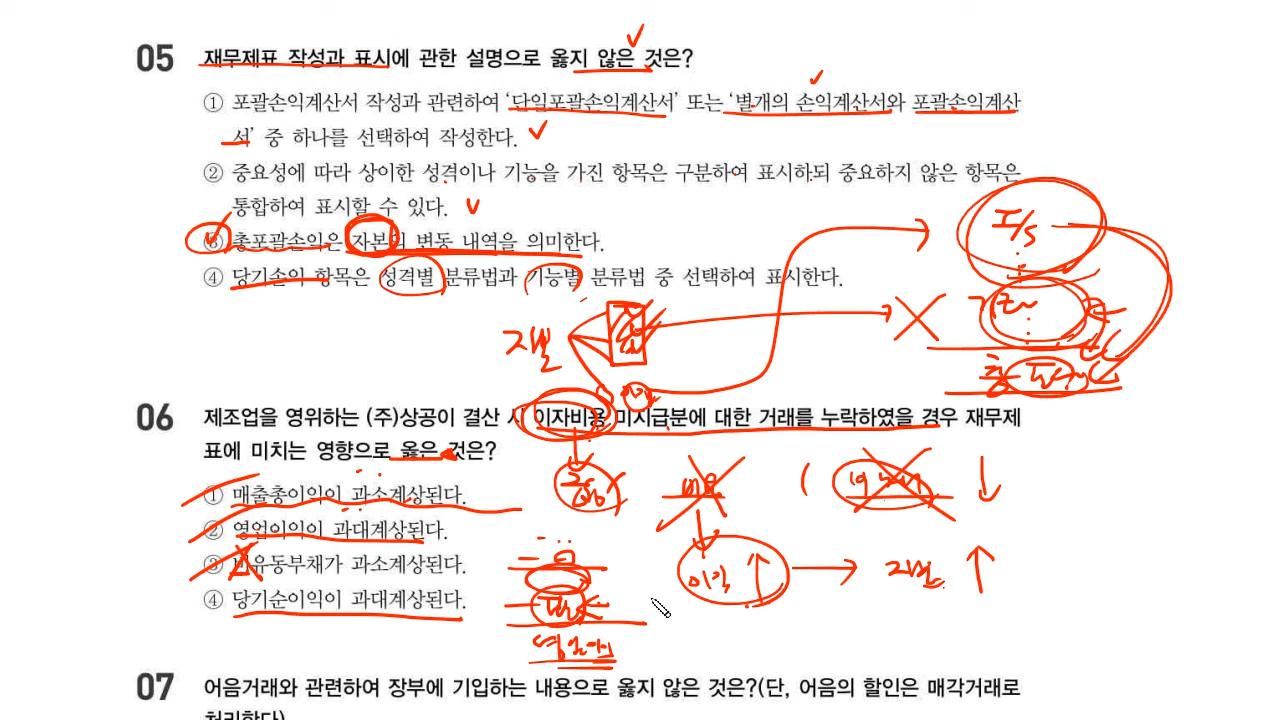 05 재무제표 작성과 표시에 관한 설명으로 옳지 않은 것은?
① 포괄손익계산서 작성과 관련하여 '단일포괄손익계산서' 또는 '별개의 손익계산서와 포괄손익계산
서' 중 하나를 선택하여 작성한다.
② 중요성에 따라 상이한 성격이나 기능을 가진 항목은 구분하여 표시하되 중요하지 않은 항목은
통합하여 표시할 수 있다.
③ 총포괄손익은 자본의 변동 내역을 의미한다.
④ 당기손익 항목은 성격별 분류법과 기능별 분류법 중 선택하여 표시한다.
I/S
자본
06 제조업을 영위하는 (주)상공이 결산 시 이자비용 미지급분에 대한 거래를 누락하였을 경우 재무제
표에 미치는 영향으로 옳은 것은?
① 매출총이익이 과소계상된다.
② 영업이익이 과대계상된다.
③ 비유동부채가 과소계상된다.
④ 당기순이익이 과대계상된다.
비용
이익
자본
07 어음거래와 관련하여 장부에 기입하는 내용으로 옳지 않은 것은?(단, 어음의 할인은 매각거래로
처리한다)